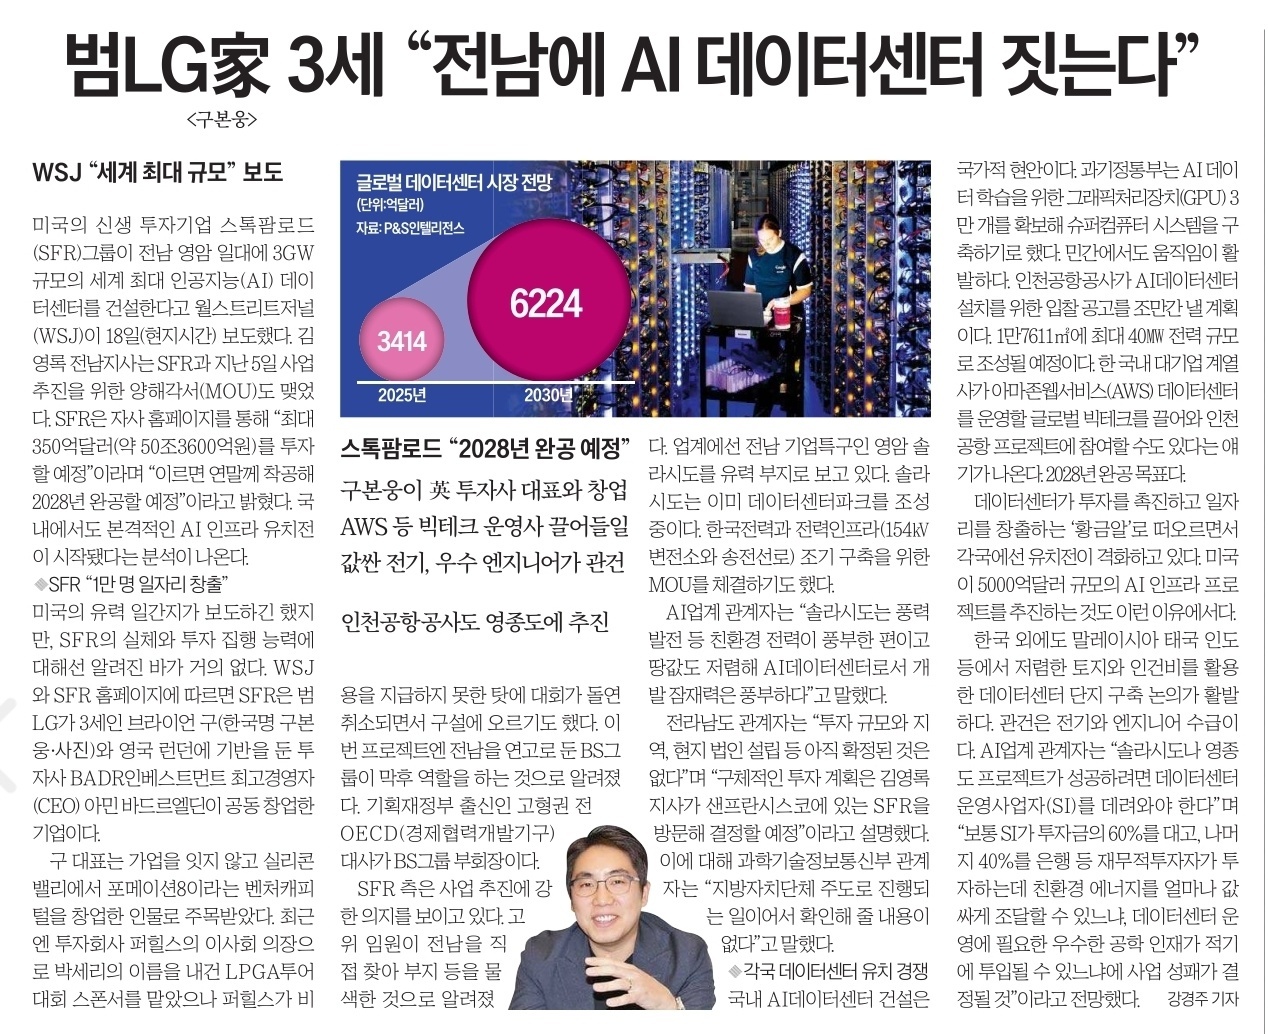 범LG家 3세 “전남에 AI 데이터센터 짓는다”
<구본웅>
WSJ “세계 최대 규모” 보도
미국의 신생 투자기업 스톡팜로드
(SFR)그룹이 전남 영암 일대에 3GW
규모의 세계 최대 인공지능(AI) 데이
터센터를 건설한다고 월스트리트저널
(WSJ)이 18일(현지시간) 보도했다. 김
영록 전남지사는 SFR과 지난 5일 사업
추진을 위한 양해각서(MOU)도 맺었
다. SFR은 자사 홈페이지를 통해 “최대
350억달러(약 50조3600억원)를 투자
할 예정”이라며 “이르면 연말께 착공해
2028년 완공할 예정”이라고 밝혔다. 국
내에서도 본격적인 AI 인프라 유치전
이 시작됐다는 분석이 나온다.
◆SFR “1만 명 일자리 창출”
미국의 유력 일간지가 보도하긴 했지
만, SFR의 실체와 투자 집행 능력에
대해선 알려진 바가 거의 없다. WSJ
와 SFR 홈페이지에 따르면 SFR은 범
LG가 3세인 브라이언 구(한국명 구본
웅·사진)와 영국 런던에 기반을 둔 투
자사 BADR인베스트먼트 최고경영자
(CEO) 아민 바드르엘딘이 공동 창업한
기업이다.
구 대표는 가업을 잇지 않고 실리콘
밸리에서 포메이션8이라는 벤처캐피
털을 창업한 인물로 주목받았다. 최근
엔 투자회사 퍼힐스의 이사회 의장으
로 박세리의 이름을 내건 LPGA투어
대회 스폰서를 맡았으나 퍼힐스가 비
글로벌 데이터센터 시장 전망
(단위:억달러)
자료: P&S인텔리전스
3414
6224
2025년
2030년
스톡팜로드 “2028년 완공 예정”
구본웅이 英 투자사 대표와 창업
AWS 등 빅테크 운영사 끌어들일
값싼 전기, 우수 엔지니어가 관건
인천공항공사도 영종도에 추진
용을 지급하지 못한 탓에 대회가 돌연
취소되면서 구설에 오르기도 했다. 이
번 프로젝트엔 전남을 연고로 둔 BS그
룹이 막후 역할을 하는 것으로 알려졌
다. 기획재정부 출신인 고형권 전
OECD(경제협력개발기구)
대사가 BS그룹 부회장이다.
SFR 측은 사업 추진에 강
한 의지를 보이고 있다. 고
위 임원이 전남을 직
접 찾아 부지 등을 물
색한 것으로 알려졌
다. 업계에선 전남 기업특구인 영암 솔
라시도를 유력 부지로 보고 있다. 솔라
시도는 이미 데이터센터파크를 조성
중이다. 한국전력과 전력인프라(154㎸
변전소와 송전선로) 조기 구축을 위한
MOU를 체결하기도 했다.
AI업계 관계자는 “솔라시도는 풍력
발전 등 친환경 전력이 풍부한 편이고
땅값도 저렴해 AI데이터센터로서 개
발 잠재력은 풍부하다”고 말했다.
전라남도 관계자는 “투자 규모와 지
역, 현지 법인 설립 등 아직 확정된 것은
없다”며 “구체적인 투자 계획은 김영록
지사가 샌프란시스코에 있는 SFR을
방문해 결정할 예정”이라고 설명했다.
이에 대해 과학기술정보통신부 관계
자는 “지방자치단체 주도로 진행되
는 일이어서 확인해 줄 내용이
없다”고 말했다.
◆각국 데이터센터 유치 경쟁
국내 AI데이터센터 건설은
국가적 현안이다. 과기정통부는 AI 데이
터 학습을 위한 그래픽처리장치(GPU) 3
만 개를 확보해 슈퍼컴퓨터 시스템을 구
축하기로 했다. 민간에서도 움직임이 활
발하다. 인천공항공사가 AI데이터센터
설치를 위한 입찰 공고를 조만간 낼 계획
이다. 1만7611㎡에 최대 40㎿ 전력 규모
로 조성될 예정이다. 한 국내 대기업 계열
사가 아마존웹서비스(AWS) 데이터센터
를 운영할 글로벌 빅테크를 끌어와 인천
공항 프로젝트에 참여할 수도 있다는 얘
기가 나온다. 2028년 완공 목표다.
데이터센터가 투자를 촉진하고 일자
리를 창출하는 ‘황금알’로 떠오르면서
각국에선 유치전이 격화하고 있다. 미국
이 5000억달러 규모의 AI 인프라 프로
젝트를 추진하는 것도 이런 이유에서다.
한국 외에도 말레이시아 태국 인도
등에서 저렴한 토지와 인건비를 활용
한 데이터센터 단지 구축 논의가 활발
하다. 관건은 전기와 엔지니어 수급이
다. AI업계 관계자는 “솔라시도나 영종
도 프로젝트가 성공하려면 데이터센터
운영사업자(SI)를 데려와야 한다”며
“보통 SI가 투자금의 60%를 대고, 나머
지 40%를 은행 등 재무적투자자가 투
자하는데 친환경 에너지를 얼마나 값
싸게 조달할 수 있느냐, 데이터센터 운
영에 필요한 우수한 공학 인재가 적기
에 투입될 수 있느냐에 사업 성패가 결
정될 것”이라고 전망했다. 강경주 기자